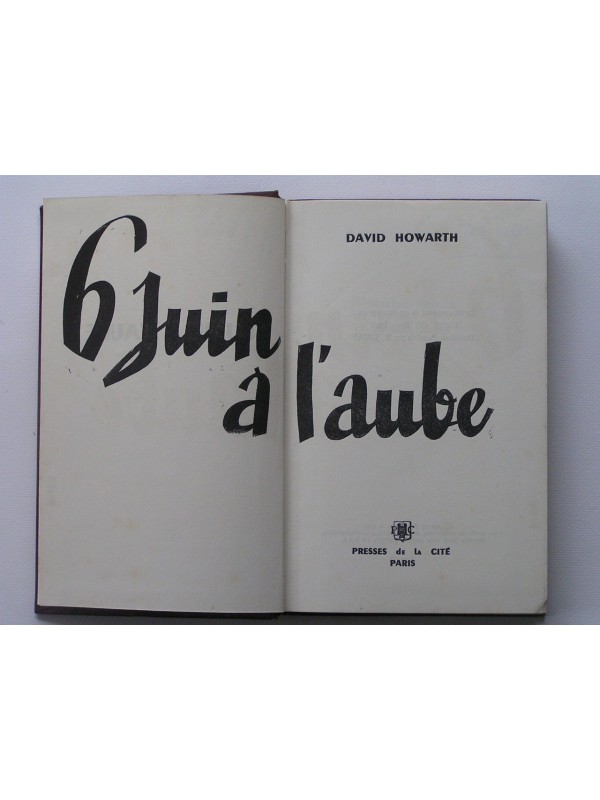 DAVID HOWARTH
6 Juin
à l'aube
P C
PRESSES de la CITÉ
PARIS